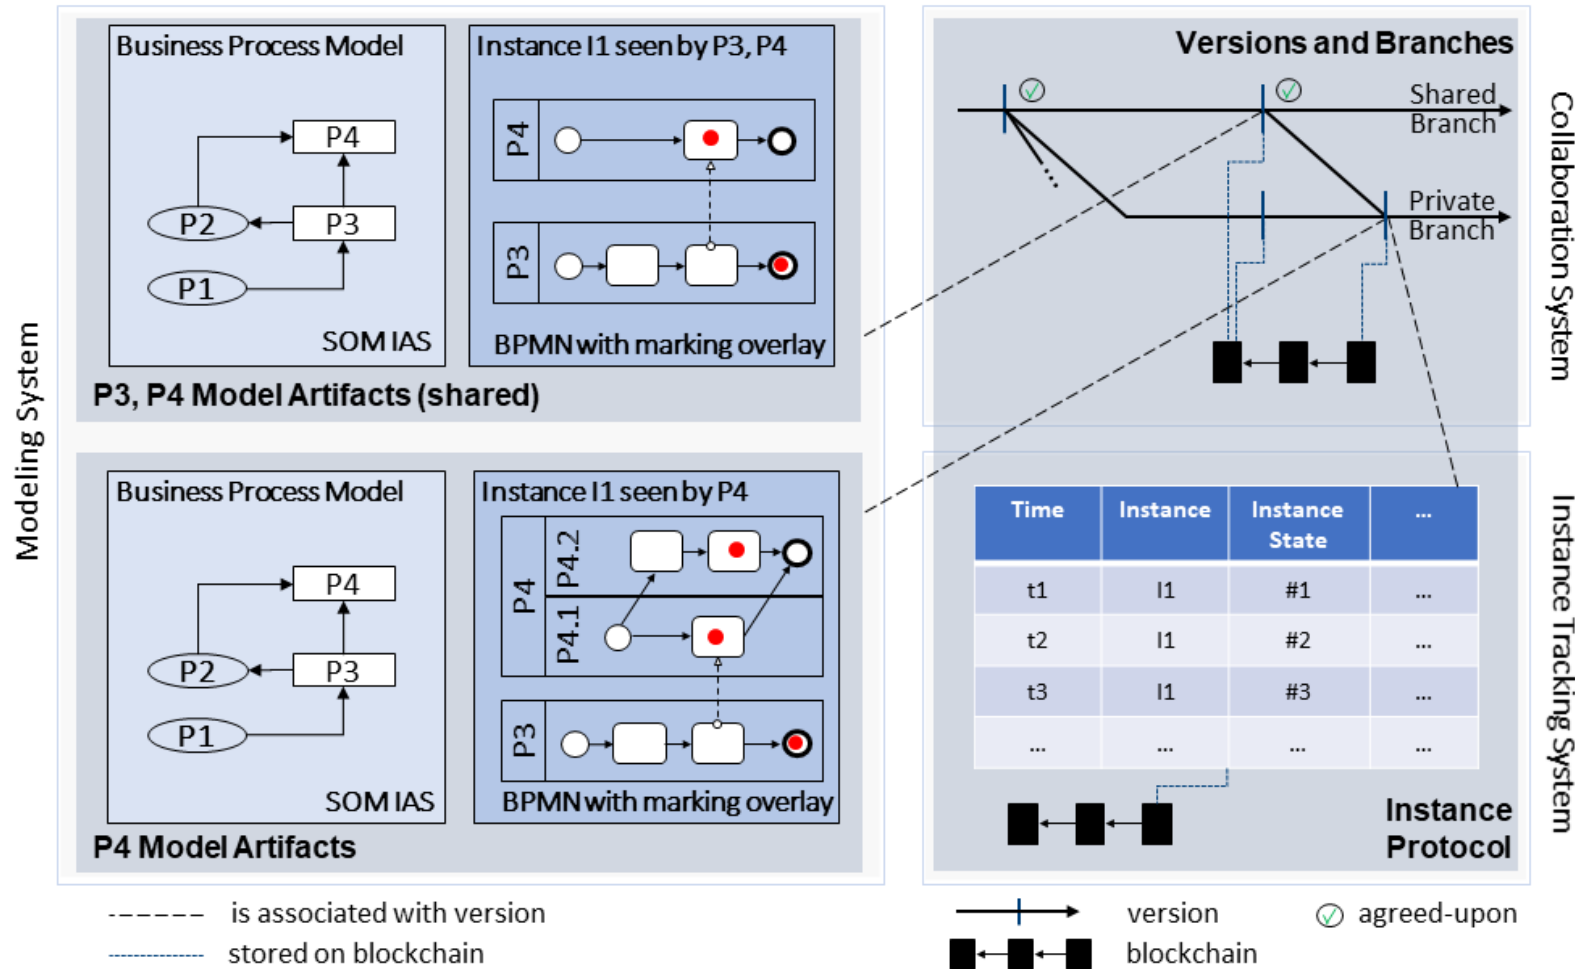 Modeling System
Business Process Model
P4
P2
P3
P1
SOM IAS
Instance I1 seen by P3, P4
P4
P3
BPMN with marking overlay
P3, P4 Model Artifacts (shared)
Business Process Model
P4
P2
P3
P1
SOM IAS
Instance I1 seen by P4
P4
P4.2
P4.1
P3
BPMN with marking overlay
P4 Model Artifacts
Versions and Branches
Shared
Branch
Private
Branch
Collaboration System
Time Instance Instance ...
State
t1 I1 #1 ...
t2 I1 #2 ...
t3 I1 #3 ...
... ... ... ...
Instance
Protocol
Instance Tracking System
is associated with version
stored on blockchain
version
agreed-upon
blockchain